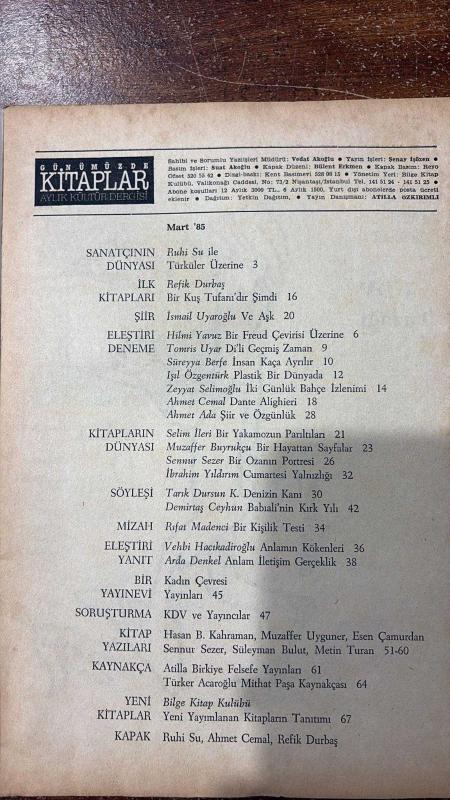 GÜNÜMÜZDE
KİTAPLAR
AYLIK KÜLTÜR DERGİSİ
Sahibi ve Sorumlu Yazıişleri Müdürü: Vedat Akoğlu ● Yayın İşleri: Şenay Işözen ●
Basım İşleri: Suat Akoğlu ● Kapak Düzeni: Bülent Erkmen ● Kapak Basım: Reyo
Ofset 520 55 42 ● Dizgi-baskı: Kent Basımevi 528 08 15 ● Yönetim Yeri: Bilge Kitap
Kulübü, Valikonağı Caddesi, No: 73/2 Nişantaşı/İstanbul Tel. 141 51 24 - 141 51 25 ●
Abone koşulları 12 Aylık 3000 TL., 6 Aylık 1500, Yurt dışı abonelerde posta ücreti
eklenir ● Dağıtım: Yetkin Dağıtım, ● Yayın Danışmanı: ATİLLA ÖZKIRIMLI
Mart '85
SANATÇININ Ruhi Su ile
DÜNYASI Türküler Üzerine 3
İLK Refik Durbaş
KİTAPLARI Bir Kuş Tufanı'dır Şimdi 16
ŞİİR İsmail Uyaroğlu Ve Aşk 20
ELEŞTİRİ Hilmi Yavuz Bir Freud Çevirisi Üzerine 6
DENEME Tomris Uyar Di'li Geçmiş Zaman 9
Süreyya Berfe İnsan Kaça Ayrılır 10
Işıl Özgentürk Plastik Bir Dünyada 12
Zeyyat Selimoğlu İki Günlük Bahçe İzlenimi 14
Ahmet Cemal Dante Alighieri 18
Ahmet Ada Şiir ve Özgünlük 28
KİTAPLARIN Selim İleri Bir Yakamozun Parıltıları 21
DÜNYASI Muzaffer Buyrukçu Bir Hayattan Sayfalar 23
Sennur Sezer Bir Ozanın Portresi 26
İbrahim Yıldırım Cumartesi Yalnızlığı 32
SÖYLEŞİ Tarık Dursun K. Denizin Kanı 30
Demirtaş Ceyhun Babıali'nin Kırk Yılı 42
MİZAH Rıfat Madenci Bir Kişilik Testi 34
ELEŞTİRİ Vehbi Hacıkadiroğlu Anlamın Kökenleri 36
YANIT Arda Denkel Anlam İletişim Gerçeklik 38
BİR Kadın Çevresi
YAYINEVİ Yayınları 45
SORUŞTURMA KDV ve Yayıncılar 47
KİTAP Hasan B. Kahraman, Muzaffer Uyguner, Esen Çamurdan
YAZILARI Sennur Sezer, Süleyman Bulut, Metin Turan 51-60
KAYNAKÇA Atilla Birkiye Felsefe Yayınları 61
Türker Acaroğlu Mithat Paşa Kaynakçası 64
YENİ Bilge Kitap Kulübü
KİTAPLAR Yeni Yayımlanan Kitapların Tanıtımı 67
KAPAK Ruhi Su, Ahmet Cemal, Refik Durbaş